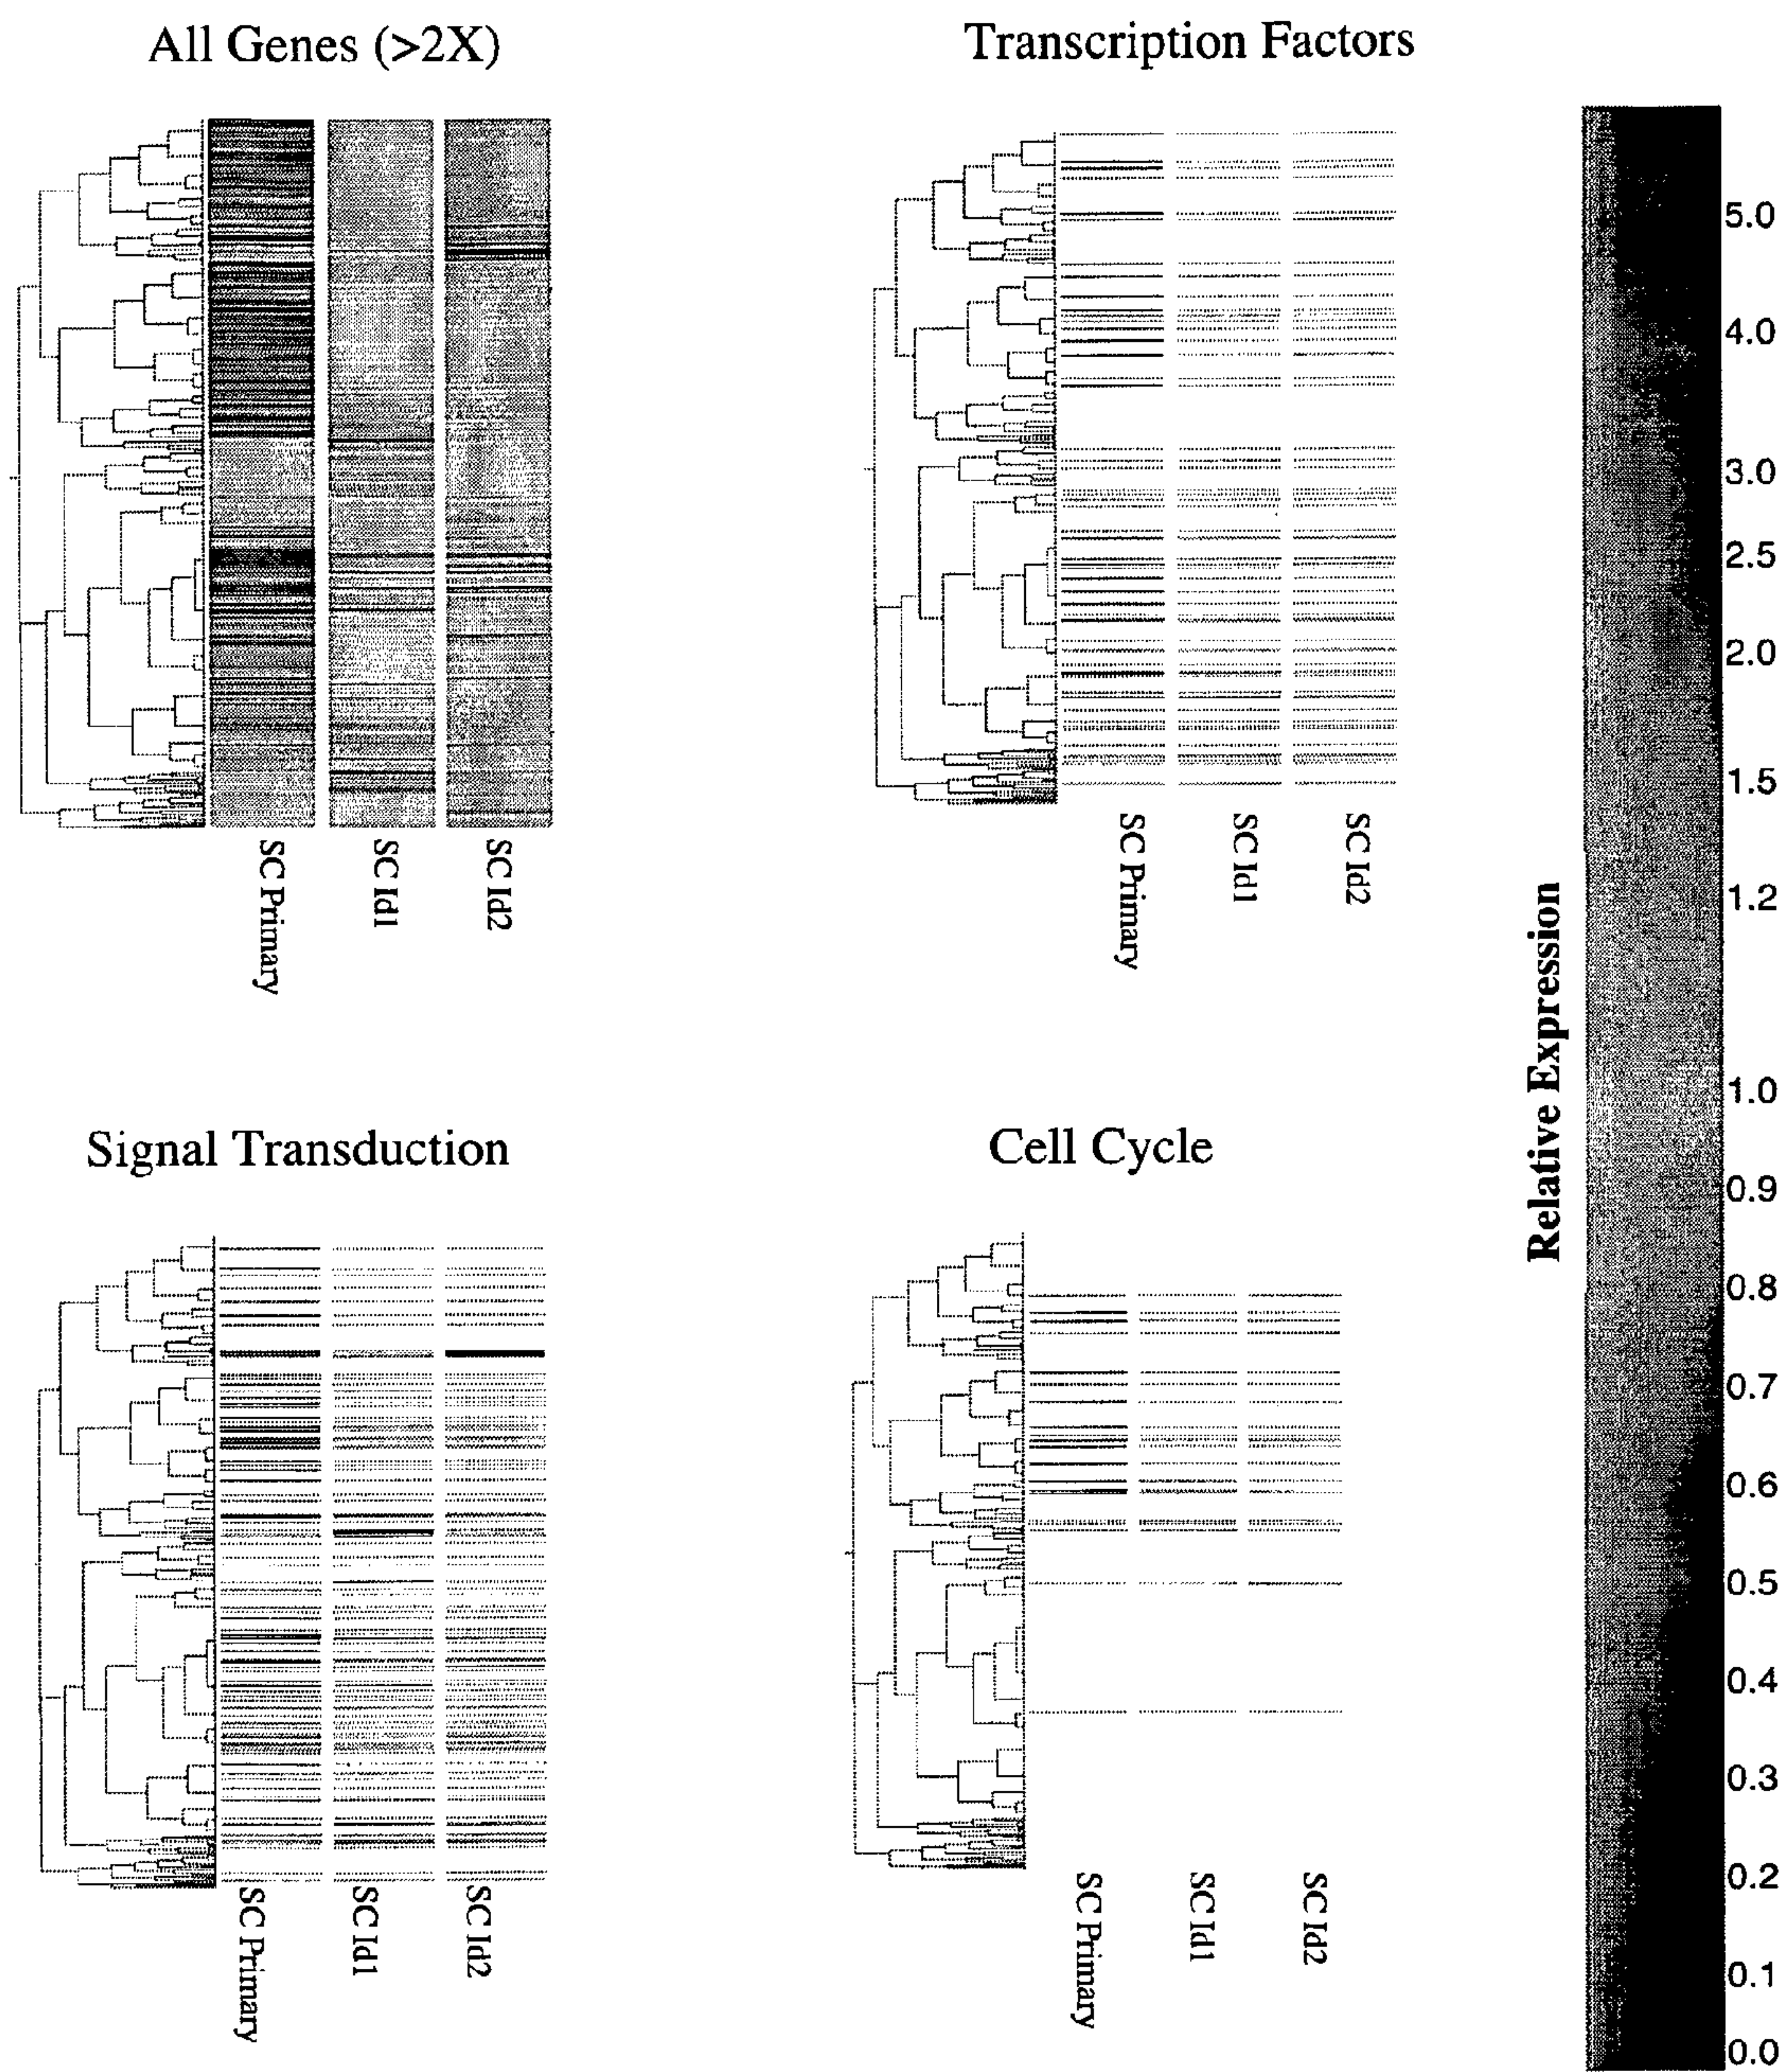 All Genes (>2X)
Transcription Factors
SC Primary
SC Id1
SC Id2
SC Primary
SC Id1
SC Id2
Signal Transduction
Cell Cycle
SC Primary
SC Id1
SC Id2
SC Primary
SC Id1
SC Id2
Relative Expression
5.0
4.0
3.0
2.5
2.0
1.5
1.2
1.0
0.9
0.8
0.7
0.6
0.5
0.4
0.3
0.2
0.1
0.0